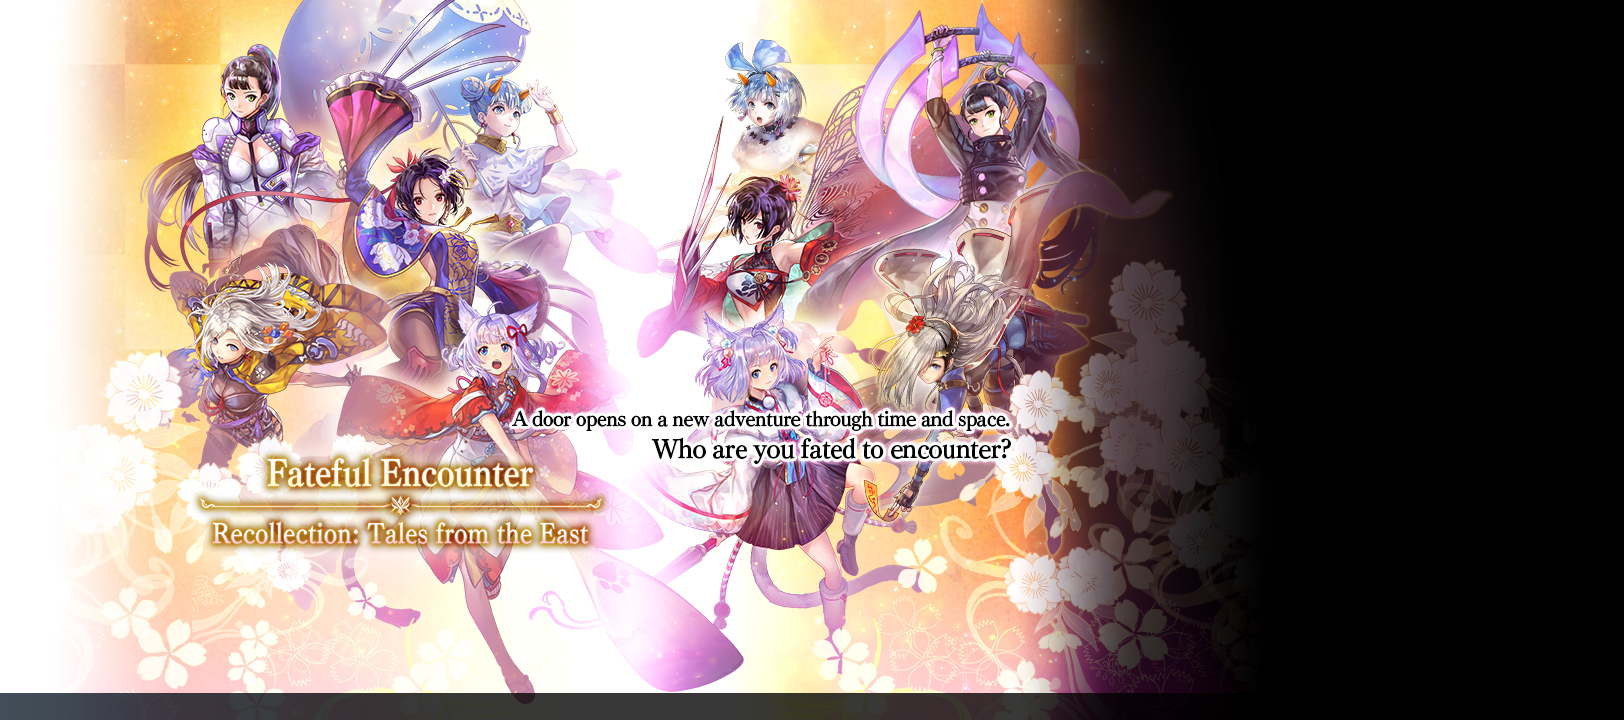 A door opens on a new adventure through time and space.
Who are you fated to encounter?
Fateful Encounter
Recollection: Tales from the East